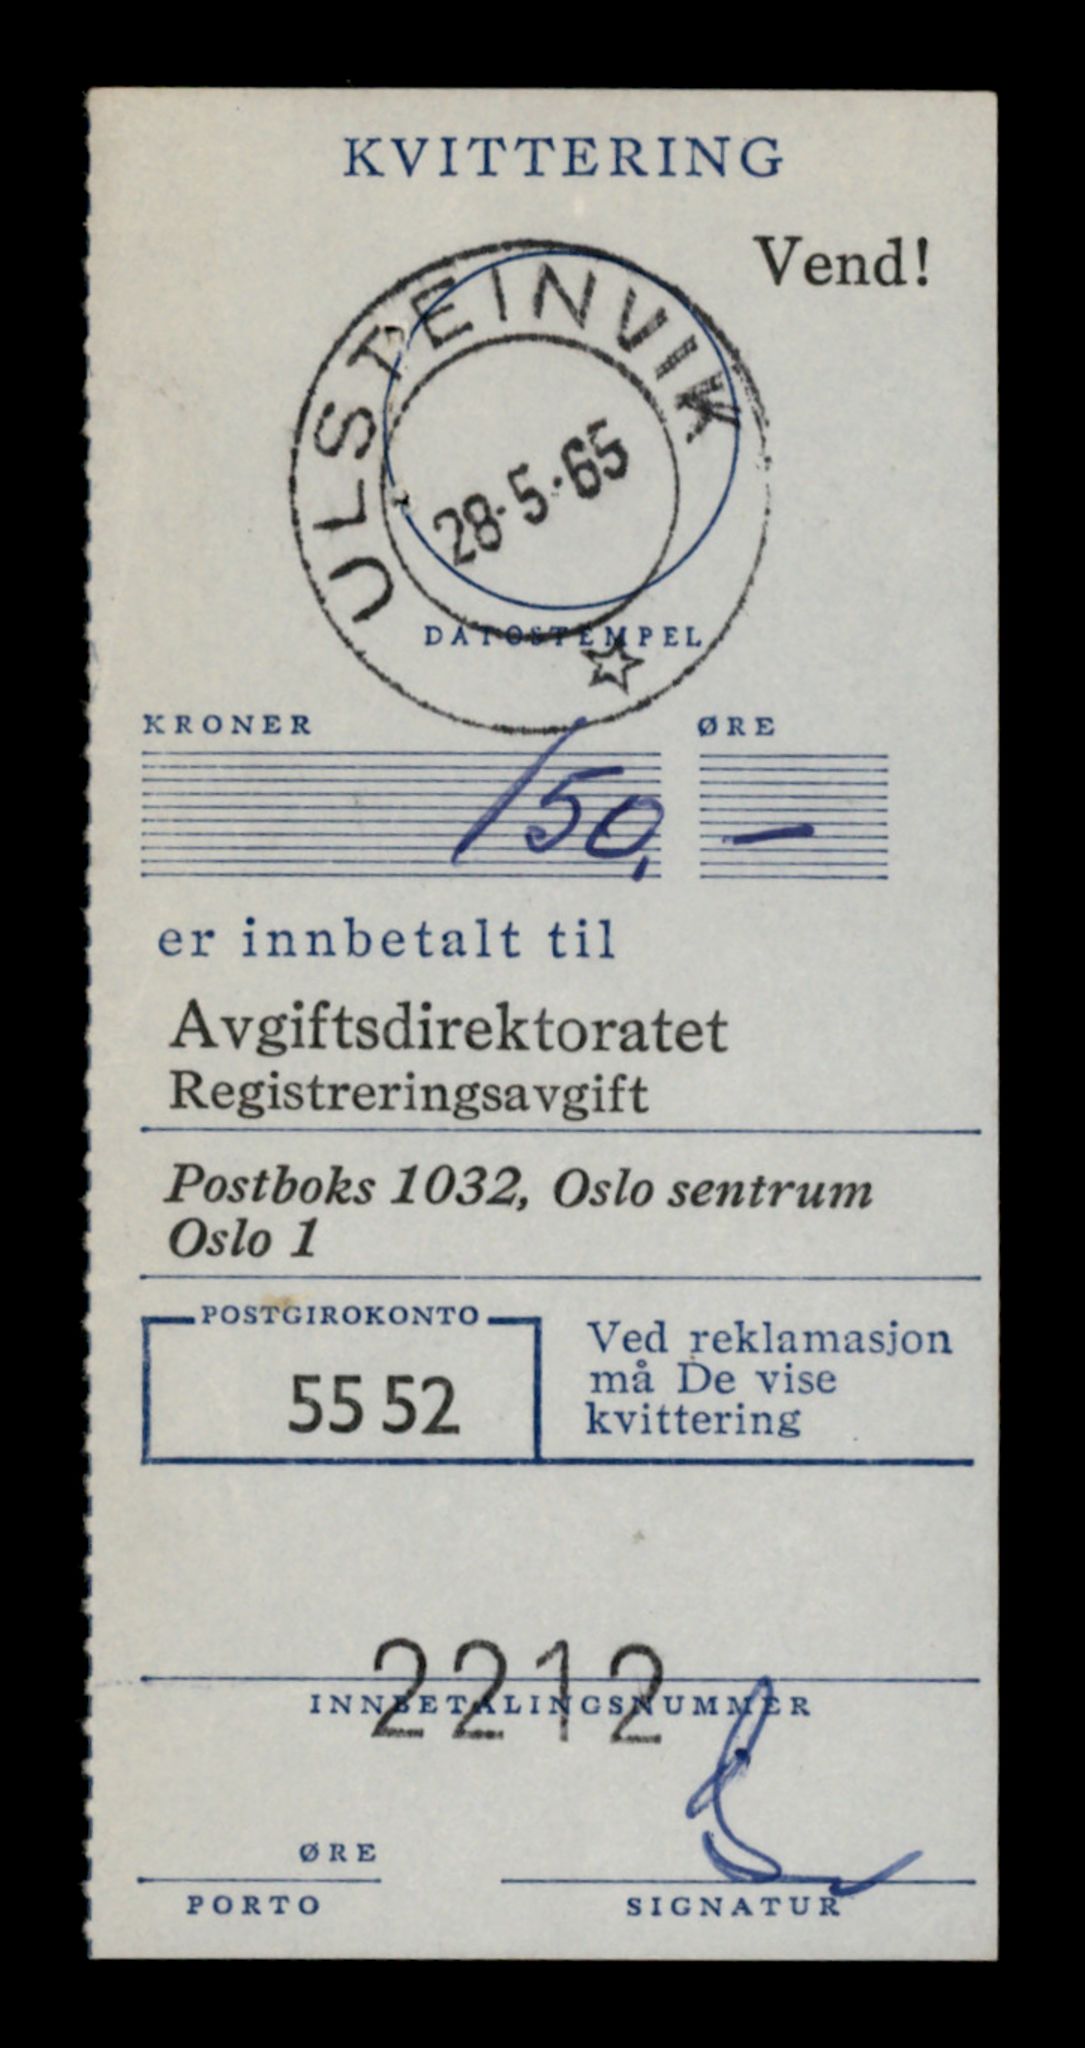 KVITTERING
Vend!
ULSTEINVIK
28·5·65
DATOSTEMPEL
KRONER ØRE
150, —
er innbetalt til
Avgiftsdirektoratet
Registreringsavgift
Postboks 1032, Oslo sentrum
Oslo 1
POSTGIROKONTO
55 52
Ved reklamasjon
må De vise
kvittering
2212
INNBETALINGSNUMMER
ØRE
PORTO
SIGNATUR